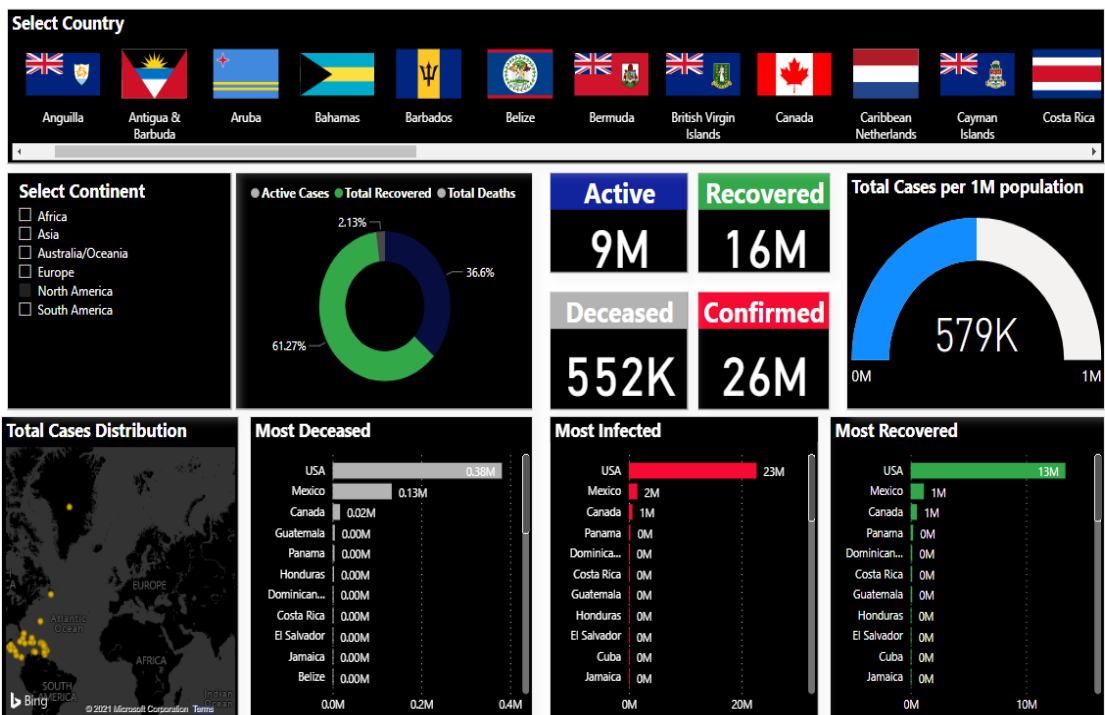 Select Country
Anguilla
Antigua &
Barbuda
Aruba
Bahamas
Barbados
Belize
Bermuda
British Virgin
Islands
Canada
Caribbean
Netherlands
Cayman
Islands
Costa Rica
Select Continent
Africa
Asia
Australia/Oceania
Europe
North America
South America
Active Cases Total Recovered Total Deaths
2.13%
36.6%
61.27%
Active
9M
Recovered
16M
Deceased
552K
Confirmed
26M
Total Cases per 1M population
579K
0M
1M
Total Cases Distribution
EUROPE
Atlantic
Ocean
AFRICA
SOUTH
AMERICA
Indian
Ocean
Bing
© 2021 Microsoft Corporation Terms
Most Deceased
USA 0.38M
Mexico 0.13M
Canada 0.02M
Guatemala 0.00M
Panama 0.00M
Honduras 0.00M
Dominican... 0.00M
Costa Rica 0.00M
El Salvador 0.00M
Jamaica 0.00M
Belize 0.00M
0.0M 0.2M 0.4M
Most Infected
USA 23M
Mexico 2M
Canada 1M
Panama 0M
Dominica... 0M
Costa Rica 0M
Guatemala 0M
Honduras 0M
El Salvador 0M
Cuba 0M
Jamaica 0M
0M 20M
Most Recovered
USA 13M
Mexico 1M
Canada 1M
Panama 0M
Dominican... 0M
Costa Rica 0M
Guatemala 0M
Honduras 0M
El Salvador 0M
Cuba 0M
Jamaica 0M
0M 10M